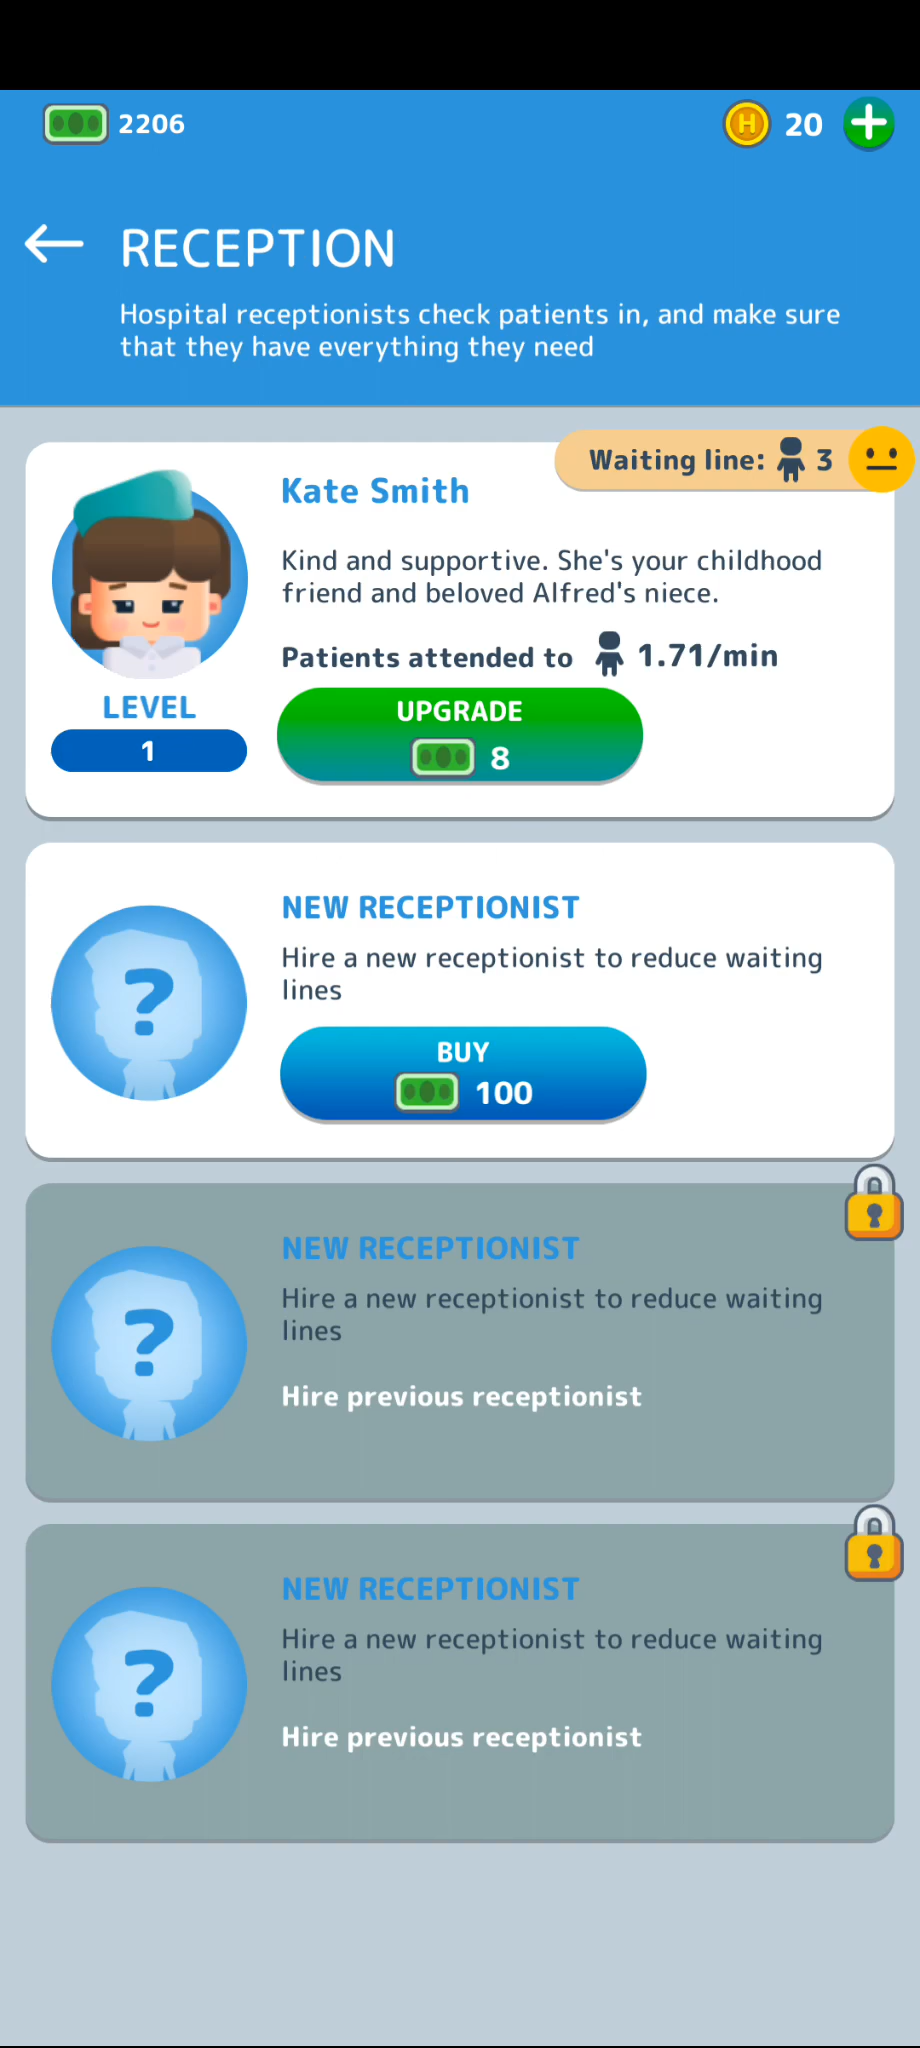 2206
H 20
RECEPTION
Hospital receptionists check patients in, and make sure
that they have everything they need
Waiting line: 3
Kate Smith
Kind and supportive. She's your childhood
friend and beloved Alfred's niece.
Patients attended to 1.71/min
LEVEL
1
UPGRADE
8
NEW RECEPTIONIST
Hire a new receptionist to reduce waiting
lines
?
BUY
100
NEW RECEPTIONIST
Hire a new receptionist to reduce waiting
lines
?
Hire previous receptionist
NEW RECEPTIONIST
Hire a new receptionist to reduce waiting
lines
?
Hire previous receptionist